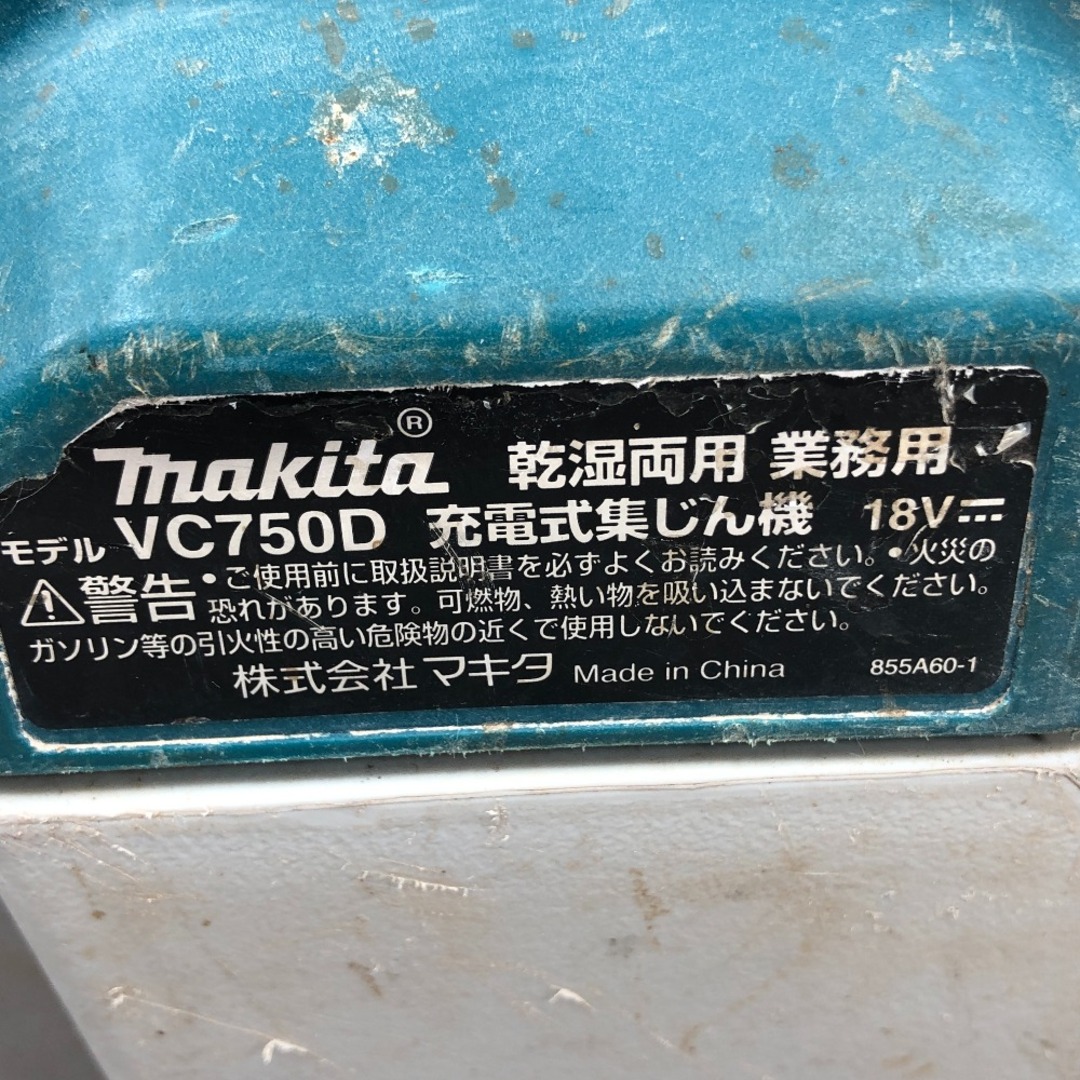 makita® 乾湿両用 業務用
モデル VC750D 充電式集じん機 18V⎓
⚠警告 •ご使用前に取扱説明書を必ずよくお読みください。•火災の
恐れがあります。可燃物、熱い物を吸い込まないでください。
ガソリン等の引火性の高い危険物の近くで使用しないでください。
株式会社マキタ Made in China 855A60-1